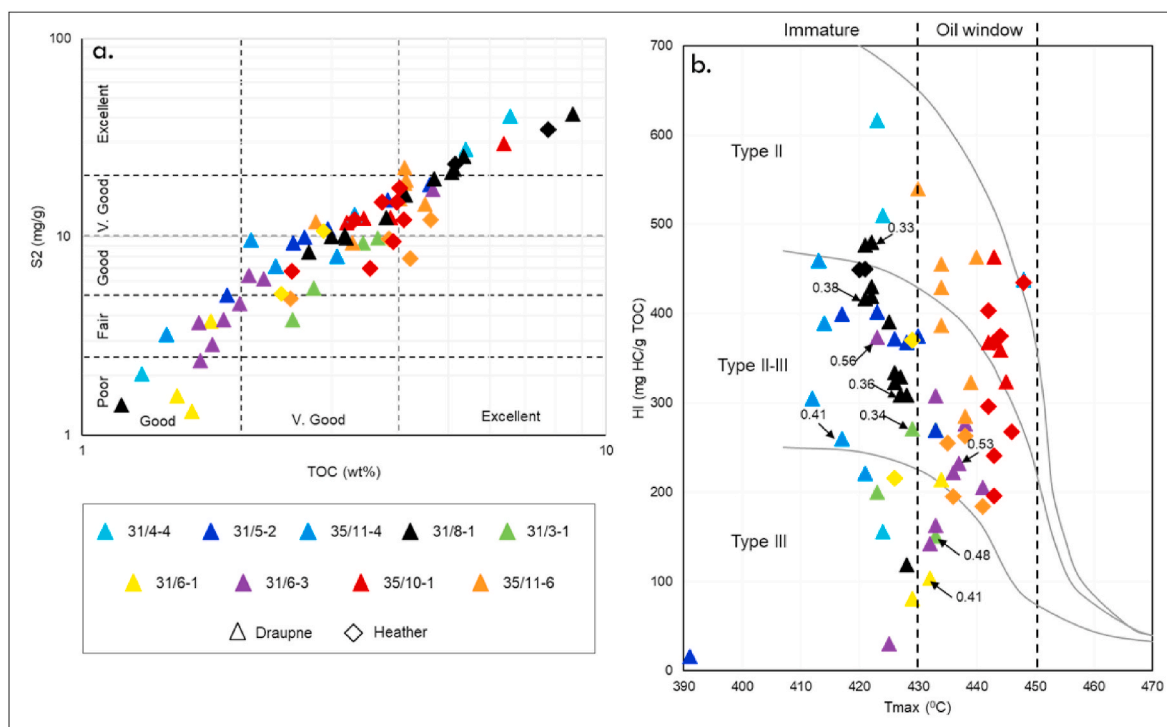 a.
S2 (mg/g)
100
10
1
Excellent
V. Good
Good
Fair
Poor
Good
V. Good
Excellent
1
10
TOC (wt%)
31/4-4
31/5-2
35/11-4
31/8-1
31/3-1
31/6-1
31/6-3
35/10-1
35/11-6
Draupne
Heather
Immature
Oil window
b.
HI (mg HC/g TOC)
700
600
500
400
300
200
100
0
Type II
Type II-III
Type III
0.33
0.38
0.56
0.36
0.34
0.41
0.53
0.48
0.41
390
400
410
420
430
440
450
460
470
Tmax (⁰C)